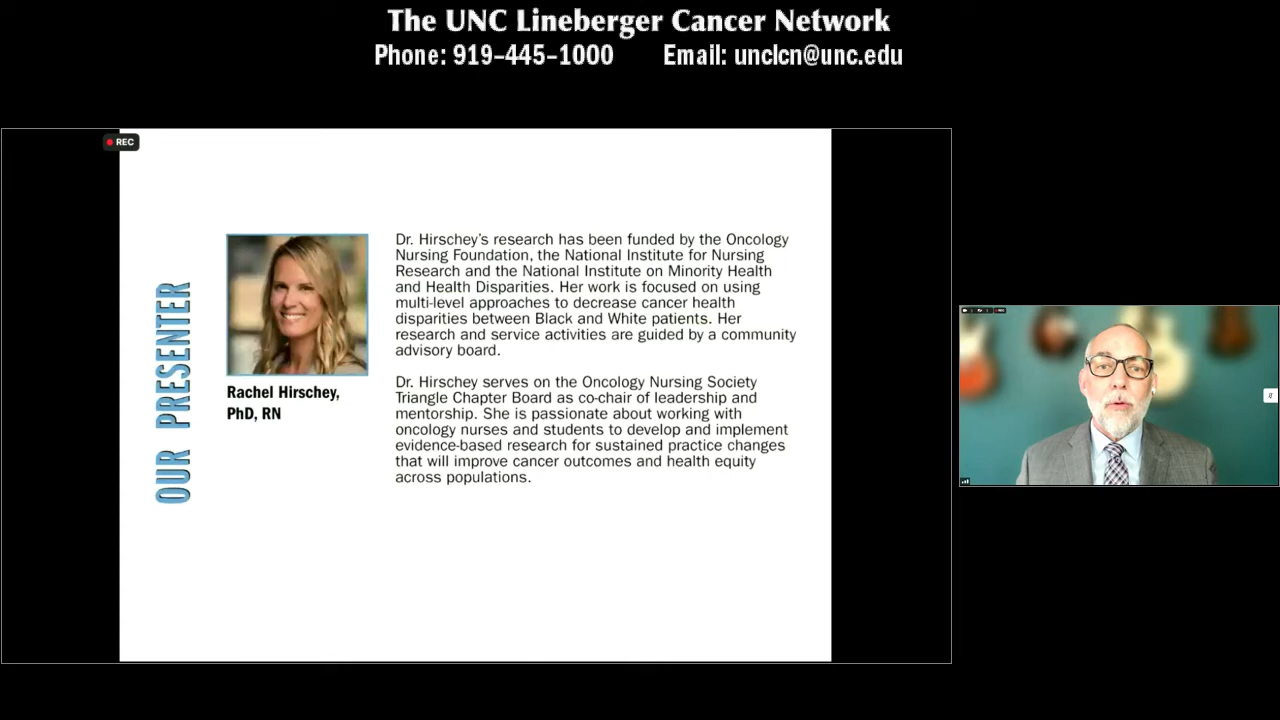 The UNC Lineberger Cancer Network
Phone: 919-445-1000 Email: unclcn@unc.edu
REC
OUR PRESENTER
Rachel Hirschey,
PhD, RN
Dr. Hirschey's research has been funded by the Oncology
Nursing Foundation, the National Institute for Nursing
Research and the National Institute on Minority Health
and Health Disparities. Her work is focused on using
multi-level approaches to decrease cancer health
disparities between Black and White patients. Her
research and service activities are guided by a community
advisory board.
Dr. Hirschey serves on the Oncology Nursing Society
Triangle Chapter Board as co-chair of leadership and
mentorship. She is passionate about working with
oncology nurses and students to develop and implement
evidence-based research for sustained practice changes
that will improve cancer outcomes and health equity
across populations.